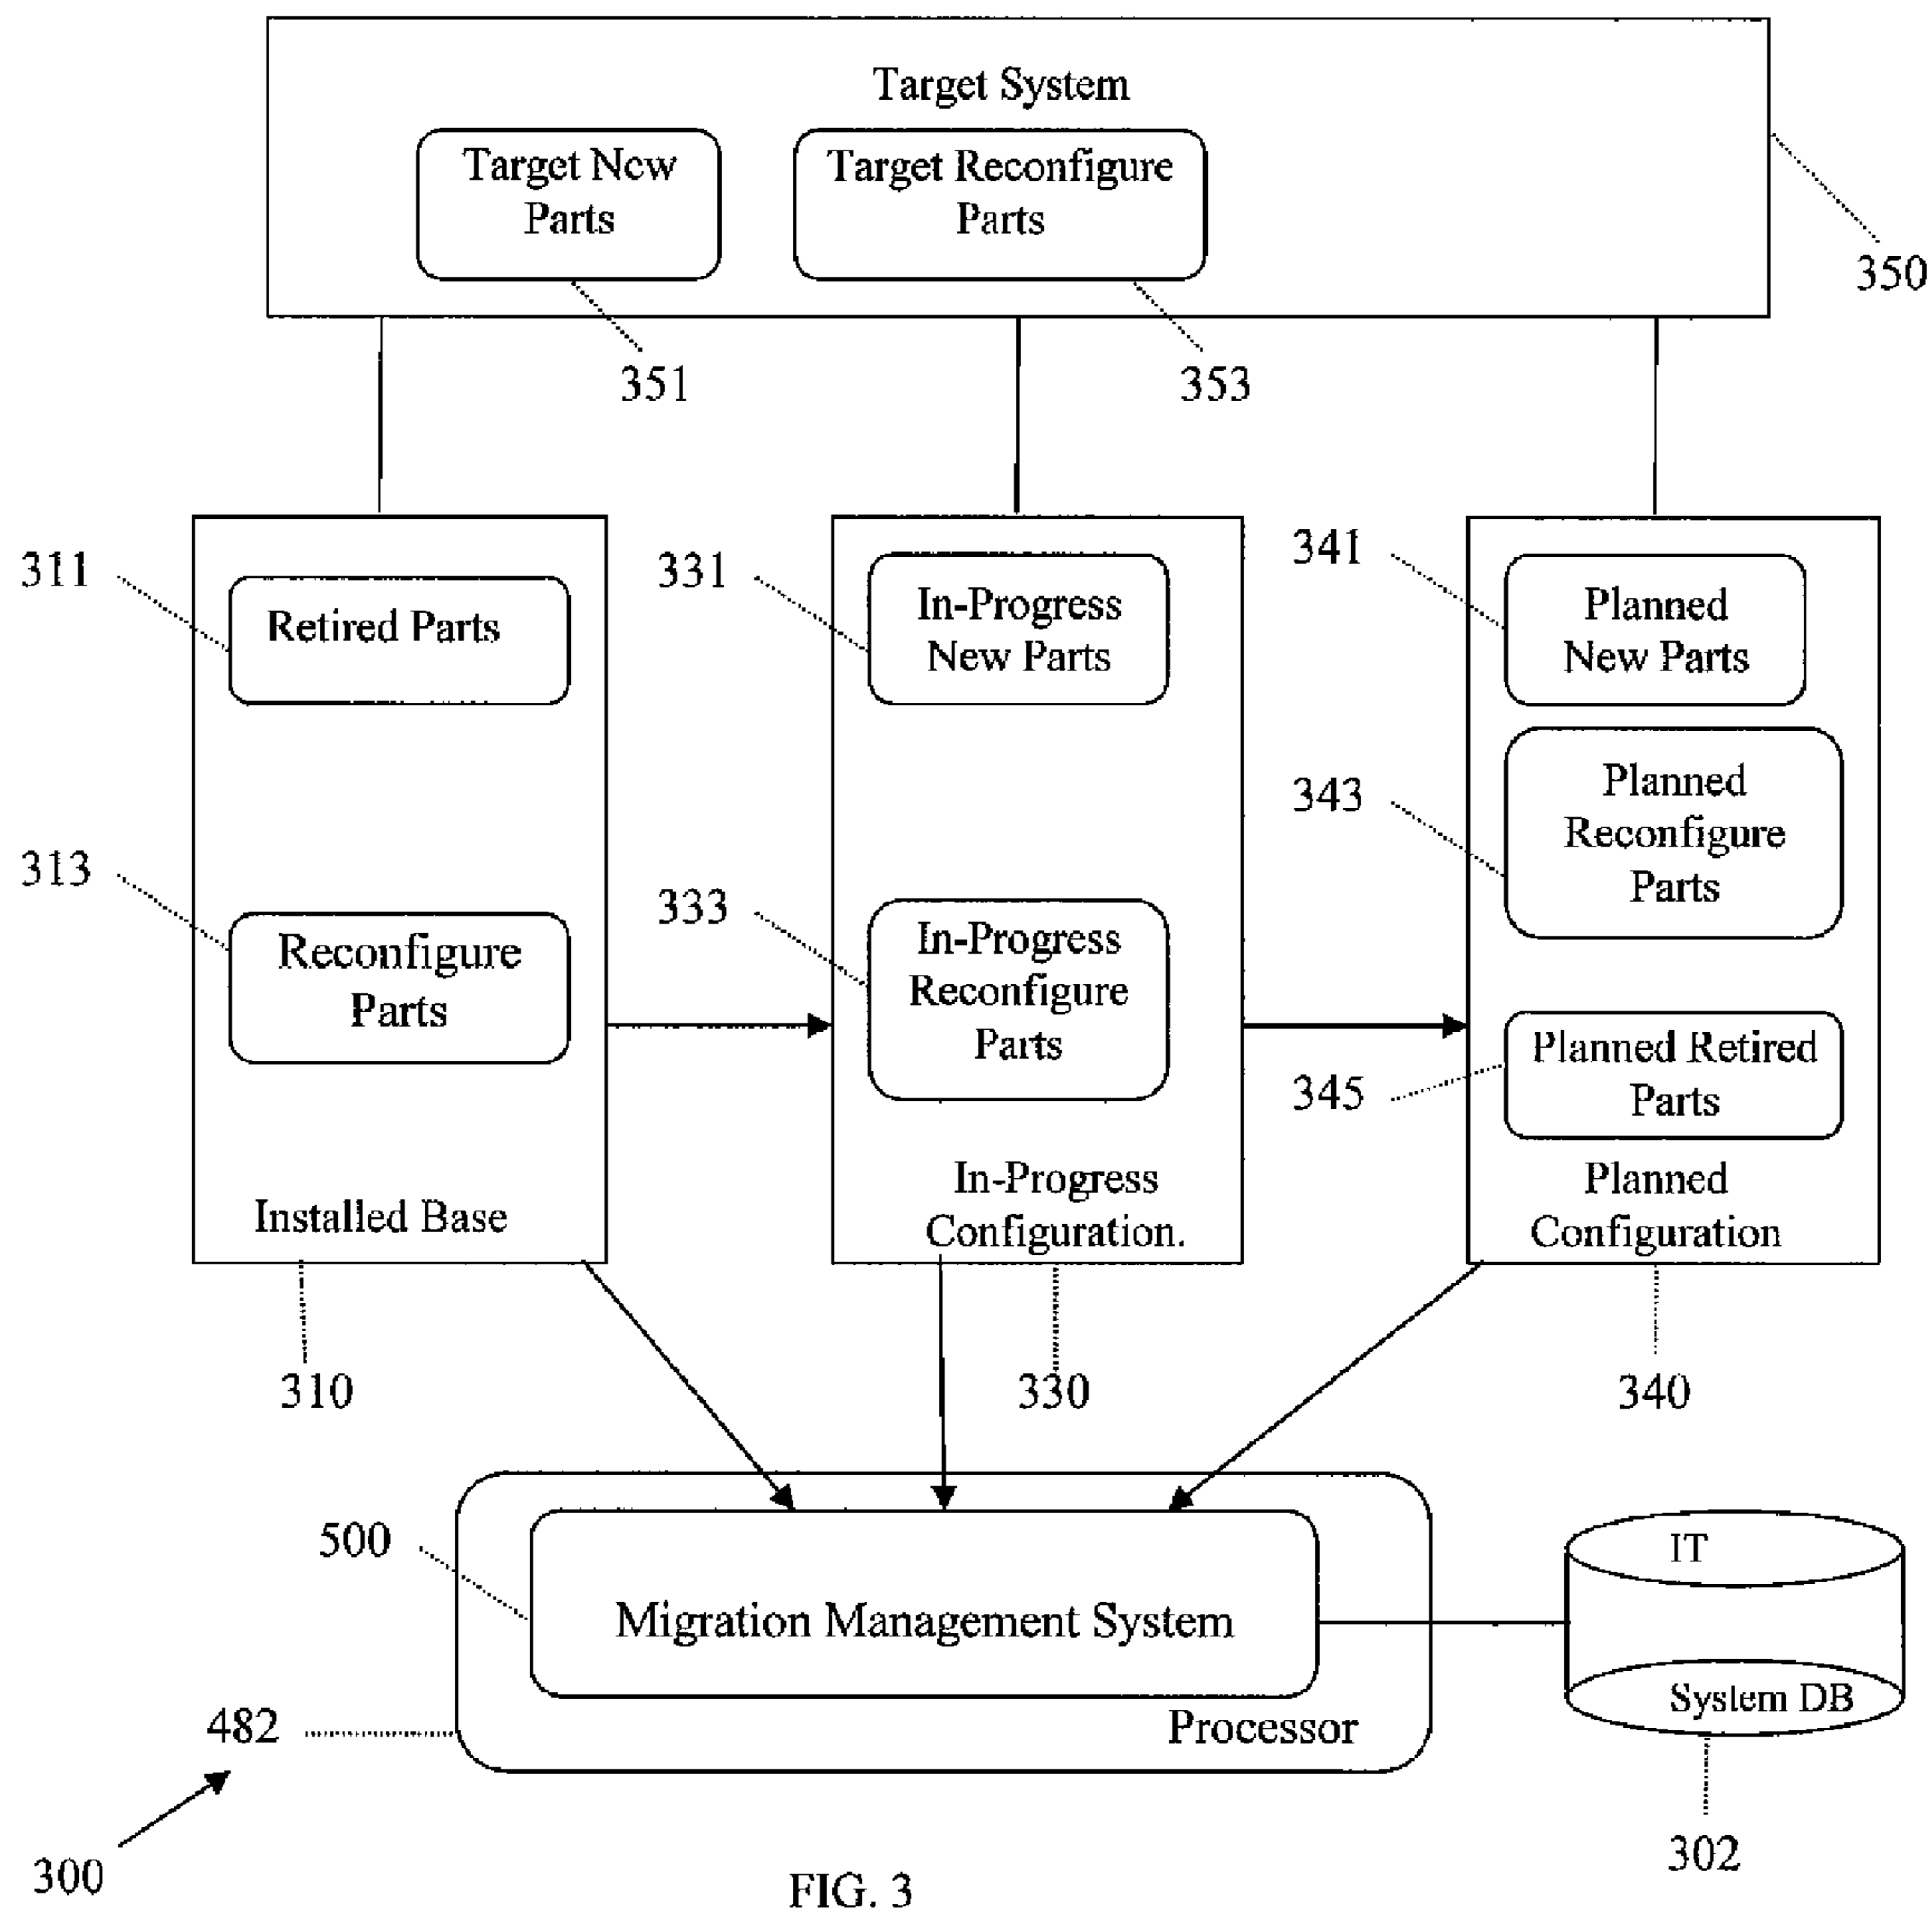 Target System
Target New
Parts
Target Reconfigure
Parts
350
351
353
311
Retired Parts
313
Reconfigure
Parts
Installed Base
310
331
In-Progress
New Parts
333
In-Progress
Reconfigure
Parts
In-Progress
Configuration.
330
341
Planned
New Parts
343
Planned
Reconfigure
Parts
345
Planned Retired
Parts
Planned
Configuration
340
500
Migration Management System
482
Processor
IT
System DB
302
300
FIG. 3